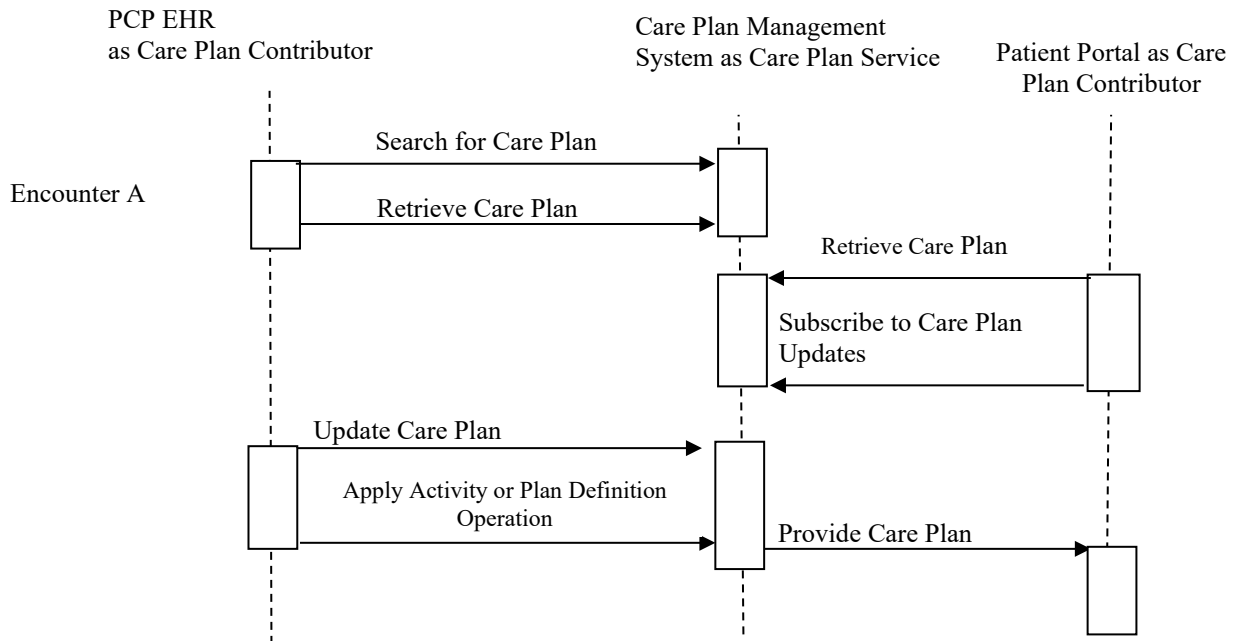 PCP EHR
as Care Plan Contributor
Care Plan Management
System as Care Plan Service
Patient Portal as Care
Plan Contributor
Search for Care Plan
Encounter A
Retrieve Care Plan
Retrieve Care Plan
Subscribe to Care Plan
Updates
Update Care Plan
Apply Activity or Plan Definition
Operation
Provide Care Plan